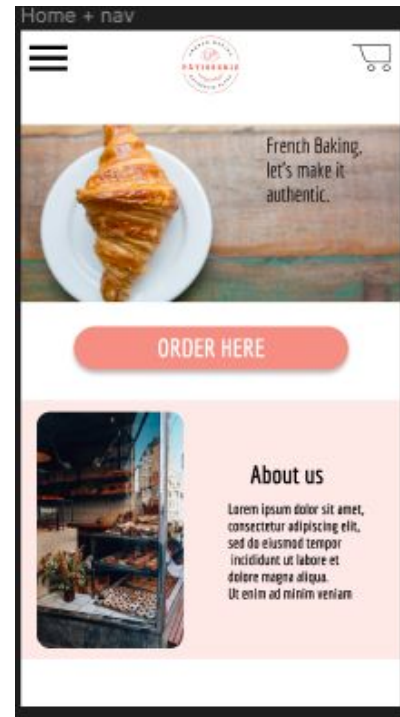 Home + nav
PÂTISSERIE
French Baking,
let's make it
authentic.
ORDER HERE
About us
Lorem ipsum dolor sit amet,
consectetur adipiscing elit,
sed do eiusmod tempor
incididunt ut labore et
dolore magna aliqua.
Ut enim ad minim veniam